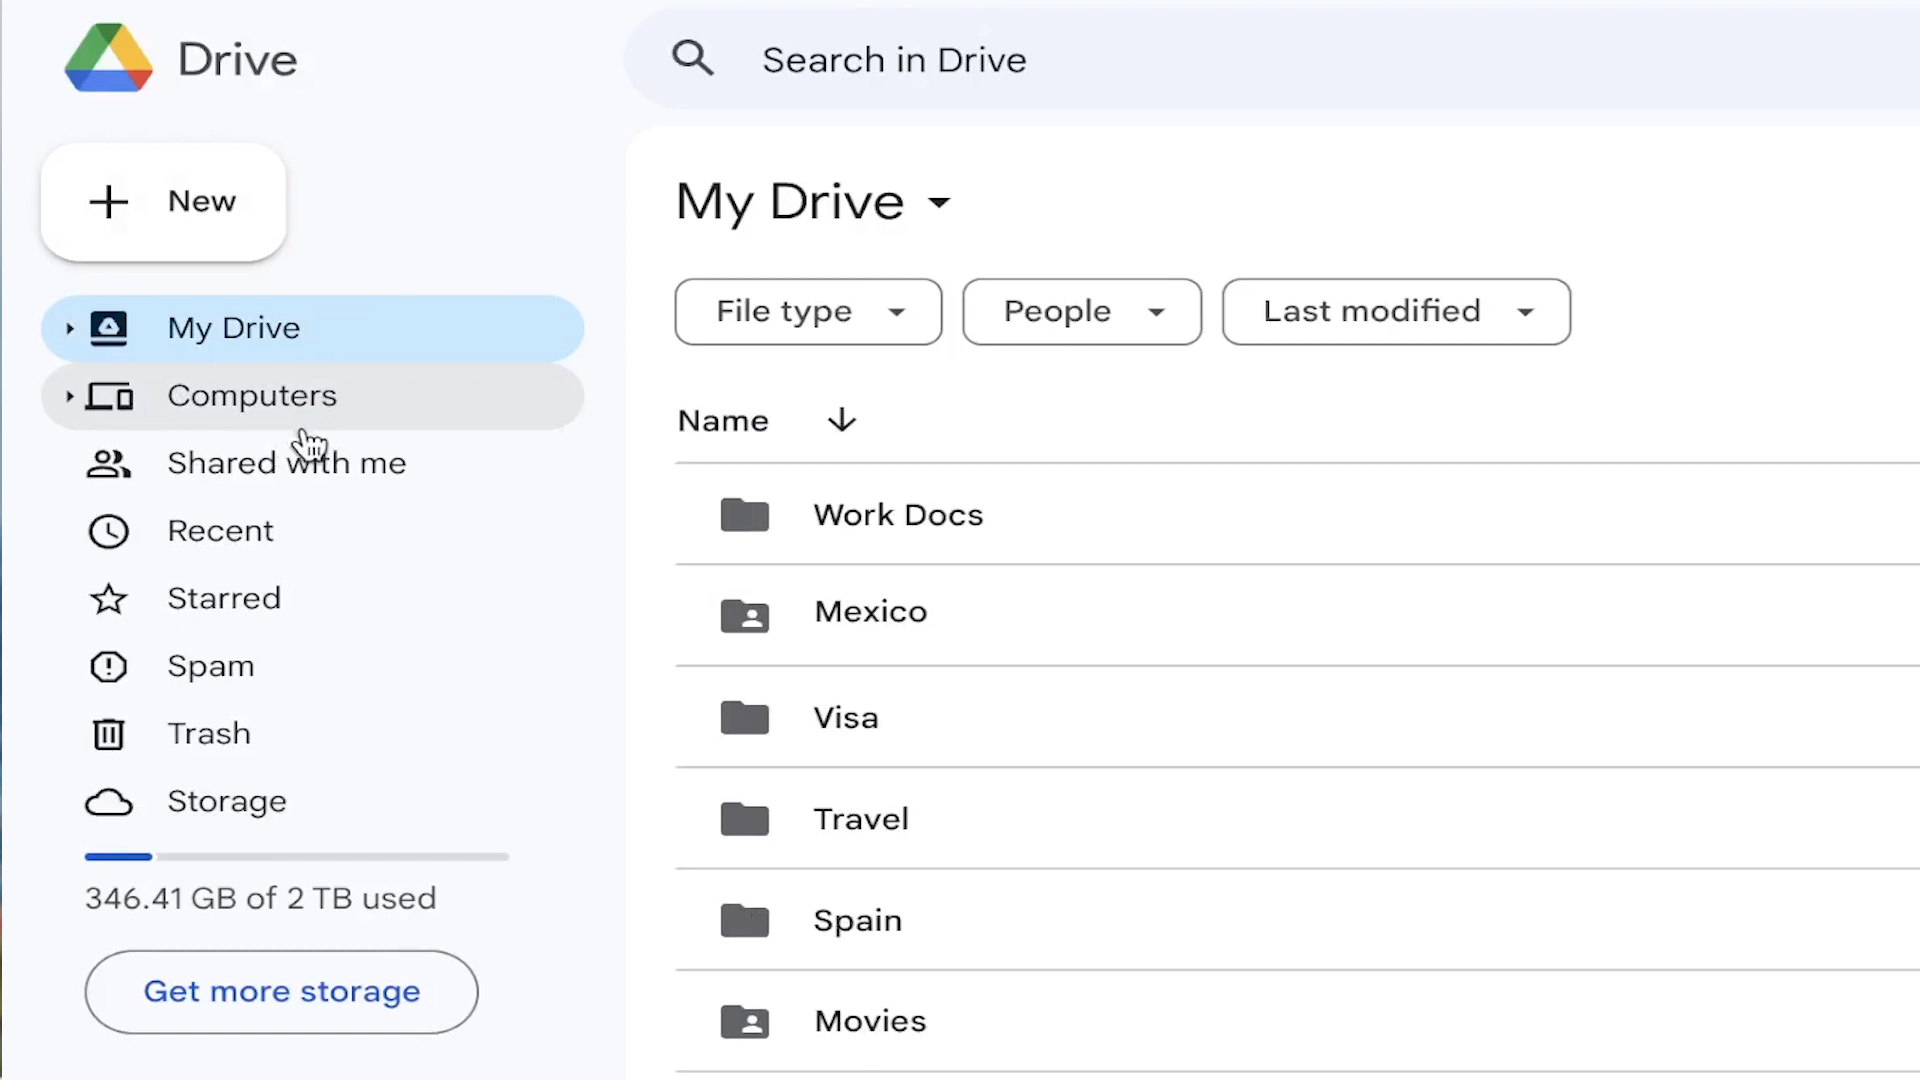 Drive
Search in Drive
New
My Drive
Computers
Shared with me
Recent
Starred
Spam
Trash
Storage
346.41 GB of 2 TB used
Get more storage
My Drive
File type
People
Last modified
Name
Work Docs
Mexico
Visa
Travel
Spain
Movies